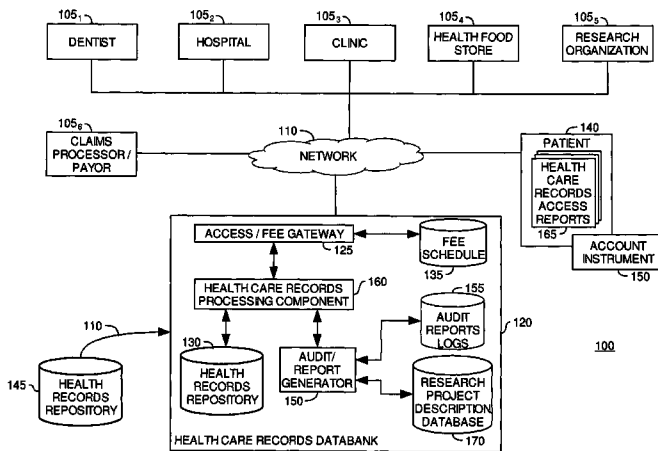 105₁
DENTIST
105₂
HOSPITAL
105₃
CLINIC
105₄
HEALTH FOOD
STORE
105₅
RESEARCH
ORGANIZATION
105₆
CLAIMS
PROCESSOR /
PAYOR
110
NETWORK
140
PATIENT
HEALTH
CARE
RECORDS
ACCESS
REPORTS
165
ACCOUNT
INSTRUMENT
150
ACCESS / FEE GATEWAY
125
FEE
SCHEDULE
135
HEALTH CARE RECORDS
PROCESSING COMPONENT
160
155
AUDIT
REPORTS
LOGS
120
100
110
145
HEALTH
RECORDS
REPOSITORY
130
HEALTH
RECORDS
REPOSITORY
AUDIT/
REPORT
GENERATOR
150
RESEARCH
PROJECT
DESCRIPTION
DATABASE
170
HEALTH CARE RECORDS DATABANK